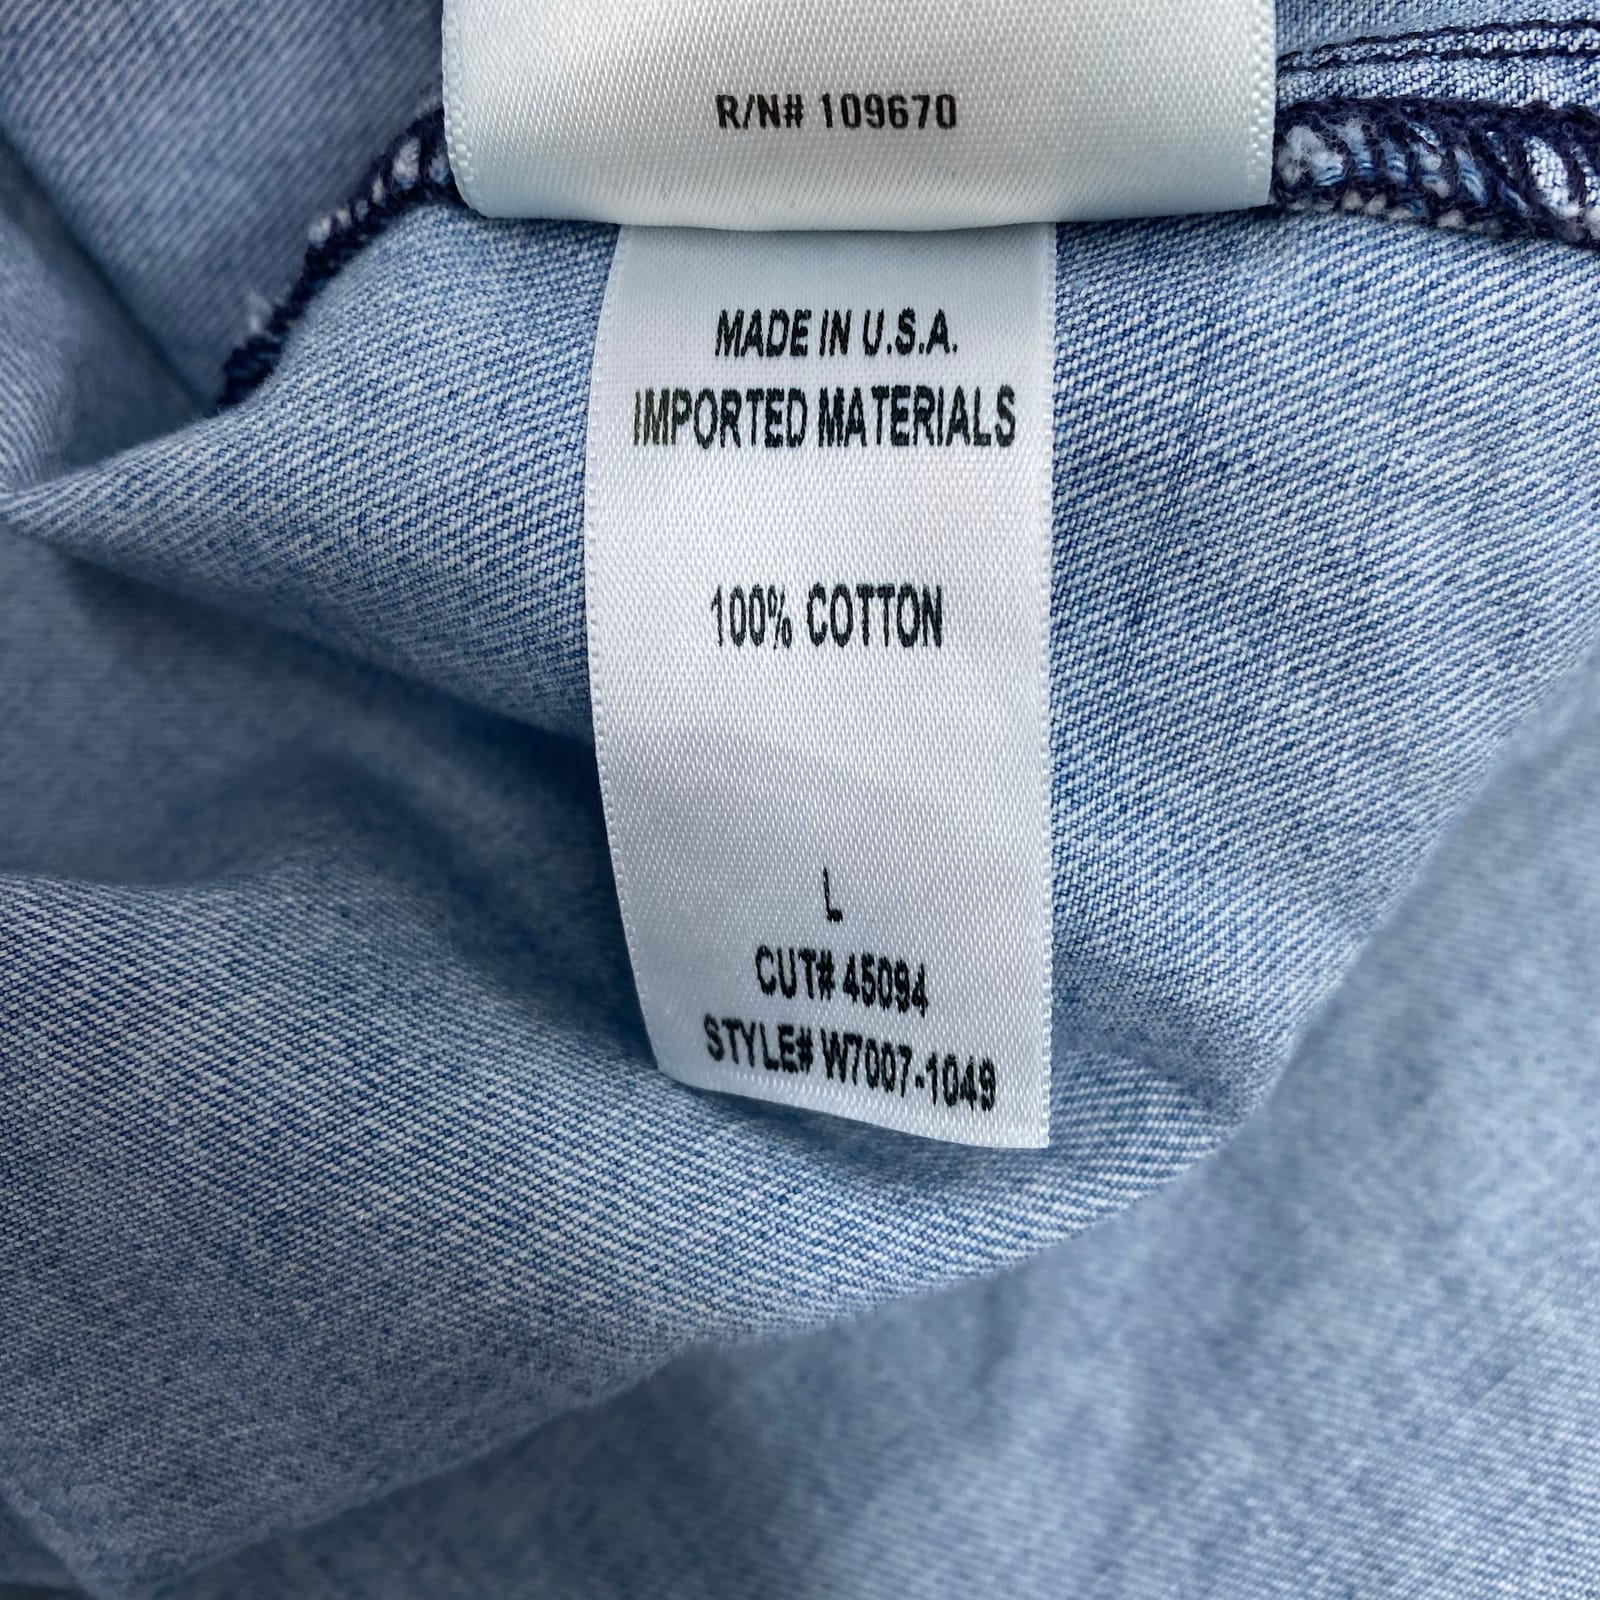 R/N# 109670
MADE IN U.S.A.
IMPORTED MATERIALS
100% COTTON
L
CUT# 45094
STYLE# W7007-1049